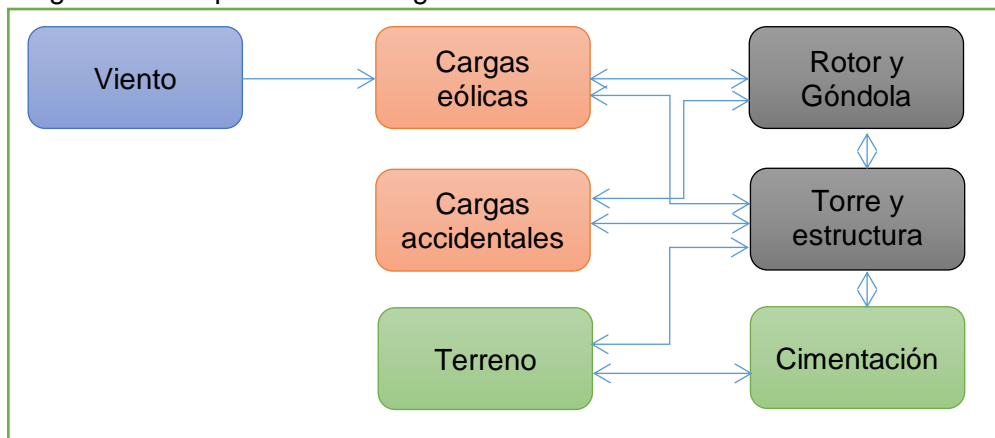 Viento
Cargas
eólicas
Rotor y
Góndola
Cargas
accidentales
Torre y
estructura
Terreno
Cimentación